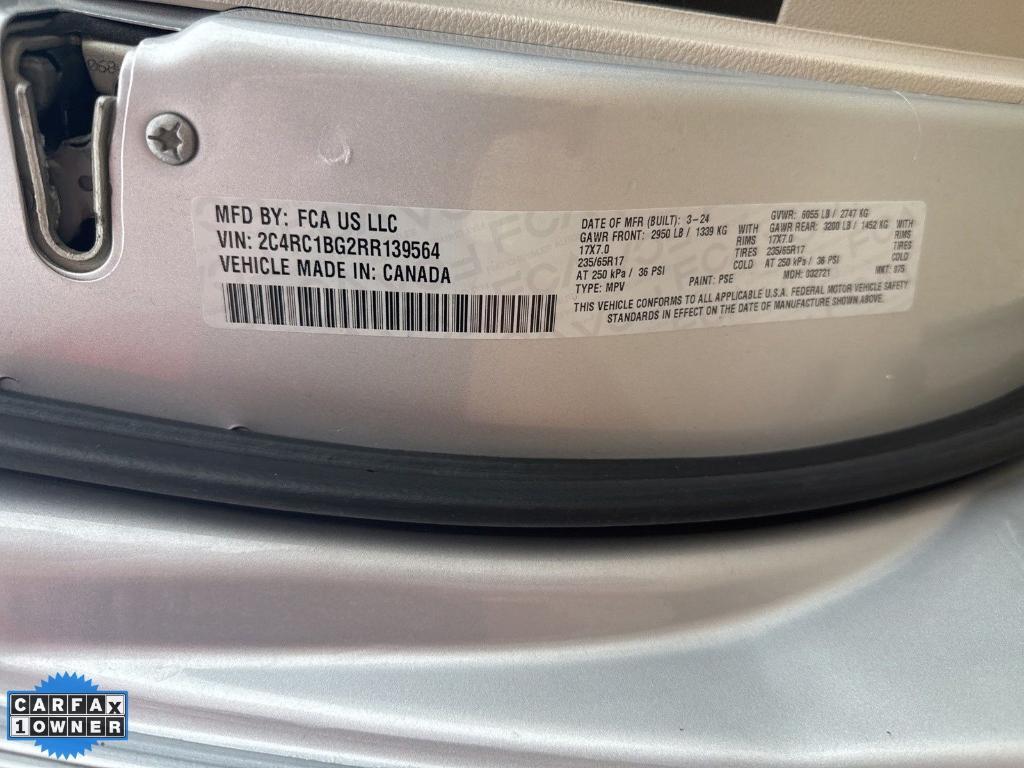 MFD BY: FCA US LLC
VIN: 2C4RC1BG2RR139564
VEHICLE MADE IN: CANADA
DATE OF MFR (BUILT): 3-24
GAWR FRONT: 2950 LB / 1339 KG WITH
17X7.0 RIMS
235/65R17 TIRES
AT 250 kPa / 36 PSI COLD
TYPE: MPV
PAINT: PSE
GVWR: 6055 LB / 2747 KG
GAWR REAR: 3200 LB / 1452 KG WITH
17X7.0 RIMS
235/65R17 TIRES
AT 250 kPa / 36 PSI COLD
MDH: 032721
MKT: 975
THIS VEHICLE CONFORMS TO ALL APPLICABLE U.S.A. FEDERAL MOTOR VEHICLE SAFETY
STANDARDS IN EFFECT ON THE DATE OF MANUFACTURE SHOWN ABOVE.
CARFAX
1 OWNER